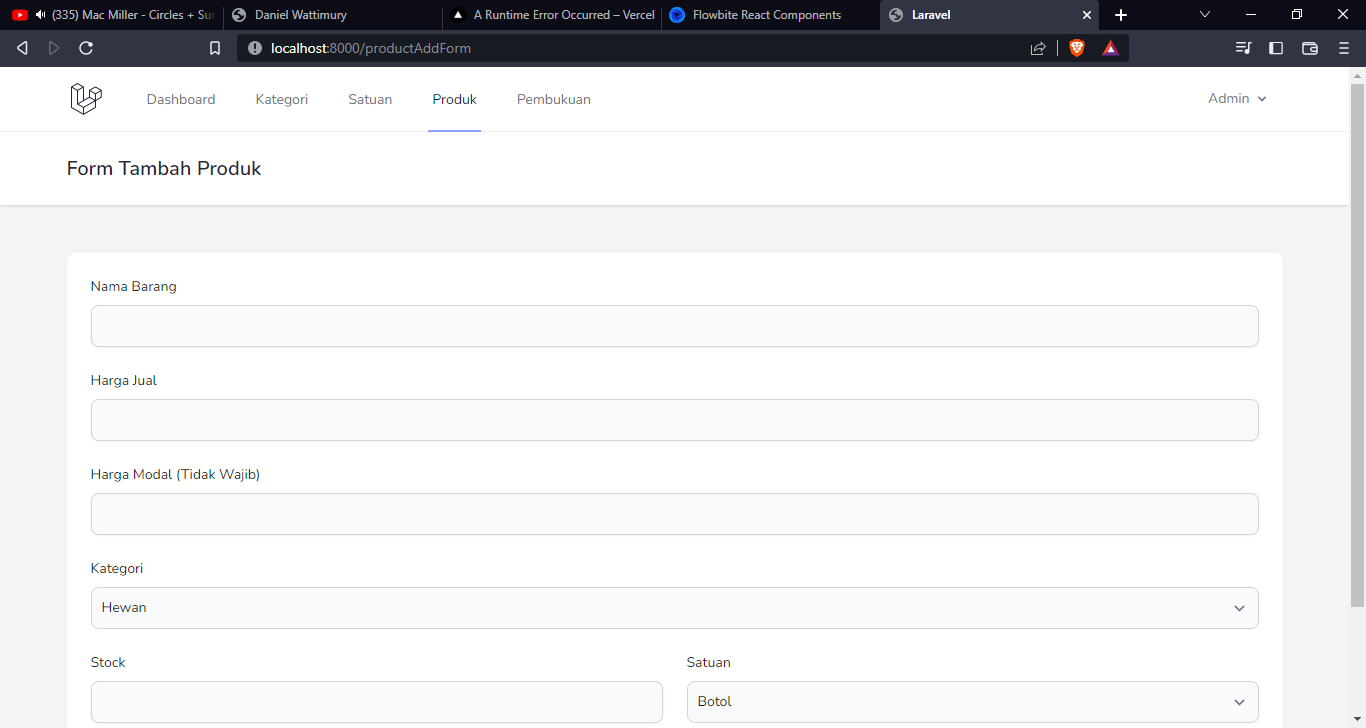 (335) Mac Miller - Circles + Sur
Daniel Wattimury
A Runtime Error Occurred – Vercel
Flowbite React Components
Laravel
localhost:8000/productAddForm
Dashboard
Kategori
Satuan
Produk
Pembukuan
Admin
Form Tambah Produk
Nama Barang
Harga Jual
Harga Modal (Tidak Wajib)
Kategori
Hewan
Stock
Satuan
Botol